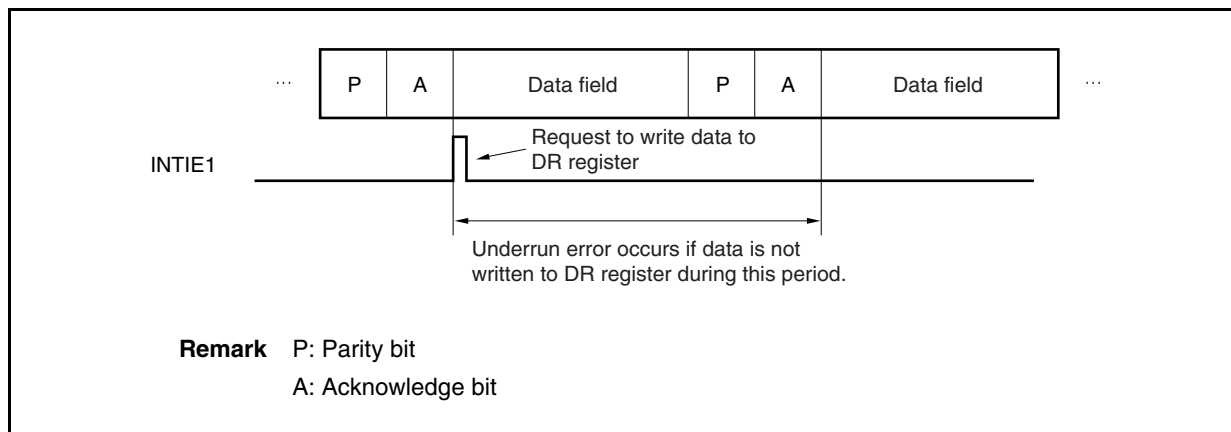 ... P A Data field P A Data field ...
Request to write data to
DR register
INTIE1
Underrun error occurs if data is not
written to DR register during this period.
Remark P: Parity bit
A: Acknowledge bit